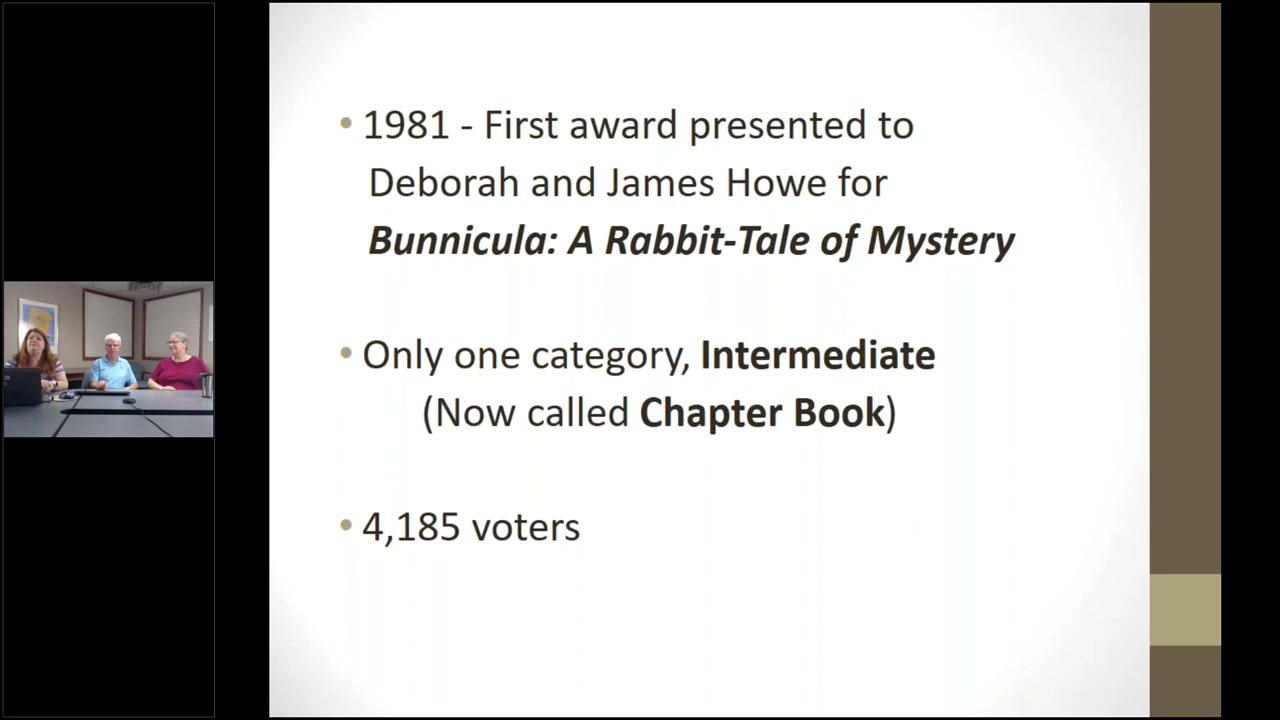 • 1981 - First award presented to
Deborah and James Howe for
Bunnicula: A Rabbit-Tale of Mystery
• Only one category, Intermediate
(Now called Chapter Book)
• 4,185 voters